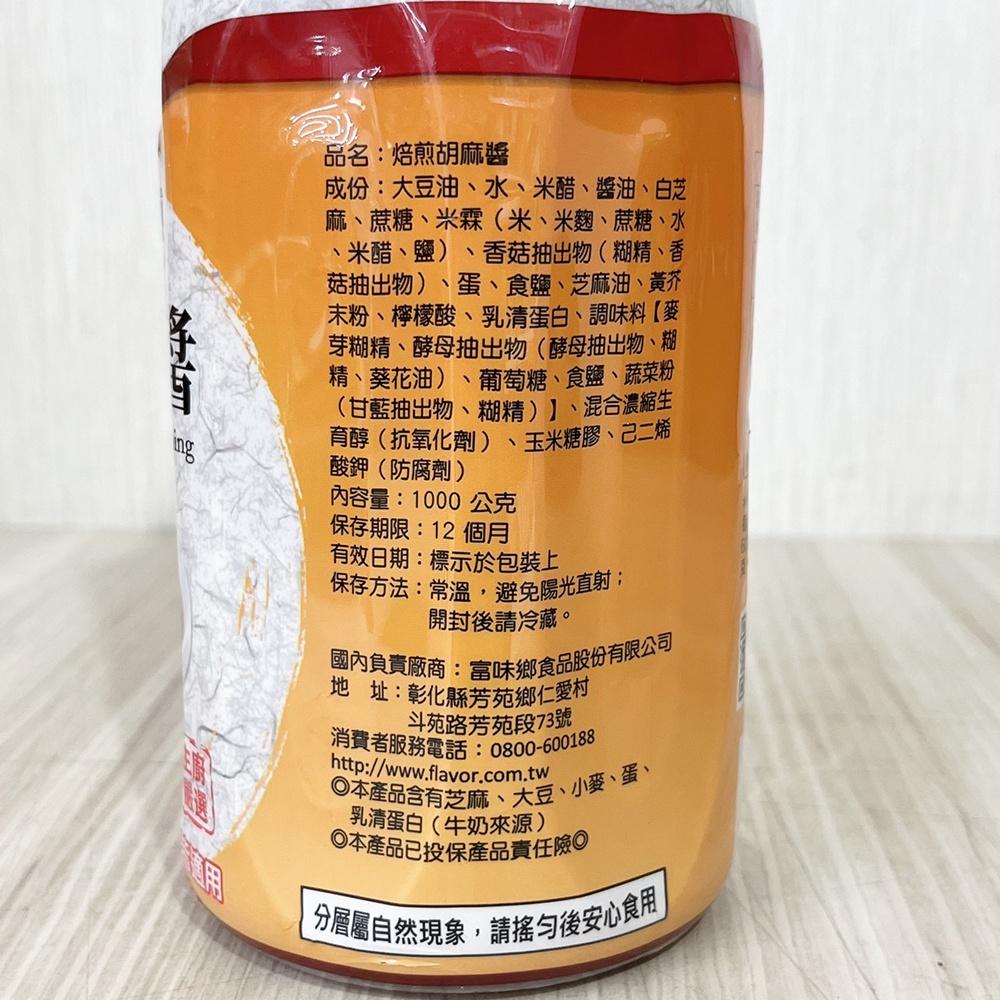 品名：焙煎胡麻醬
成份：大豆油、水、米醋、醬油、白芝
麻、蔗糖、米霖（米、米麴、蔗糖、水
、米醋、鹽）、香菇抽出物（糊精、香
菇抽出物）、蛋、食鹽、芝麻油、黃芥
末粉、檸檬酸、乳清蛋白、調味料【麥
芽糊精、酵母抽出物（酵母抽出物、糊
精、葵花油）、葡萄糖、食鹽、蔬菜粉
（甘藍抽出物、糊精）】、混合濃縮生
育醇（抗氧化劑）、玉米糖膠、己二烯
酸鉀（防腐劑）
內容量：1000 公克
保存期限：12 個月
有效日期：標示於包裝上
保存方法：常溫，避免陽光直射；
開封後請冷藏。
國內負責廠商：富味鄉食品股份有限公司
地 址：彰化縣芳苑鄉仁愛村
斗苑路芳苑段73號
消費者服務電話：0800-600188
http://www.flavor.com.tw
◎本產品含有芝麻、大豆、小麥、蛋、
乳清蛋白（牛奶來源）
◎本產品已投保產品責任險◎
分層屬自然現象，請搖勻後安心食用
醬
ing
主廚
嚴選
適用